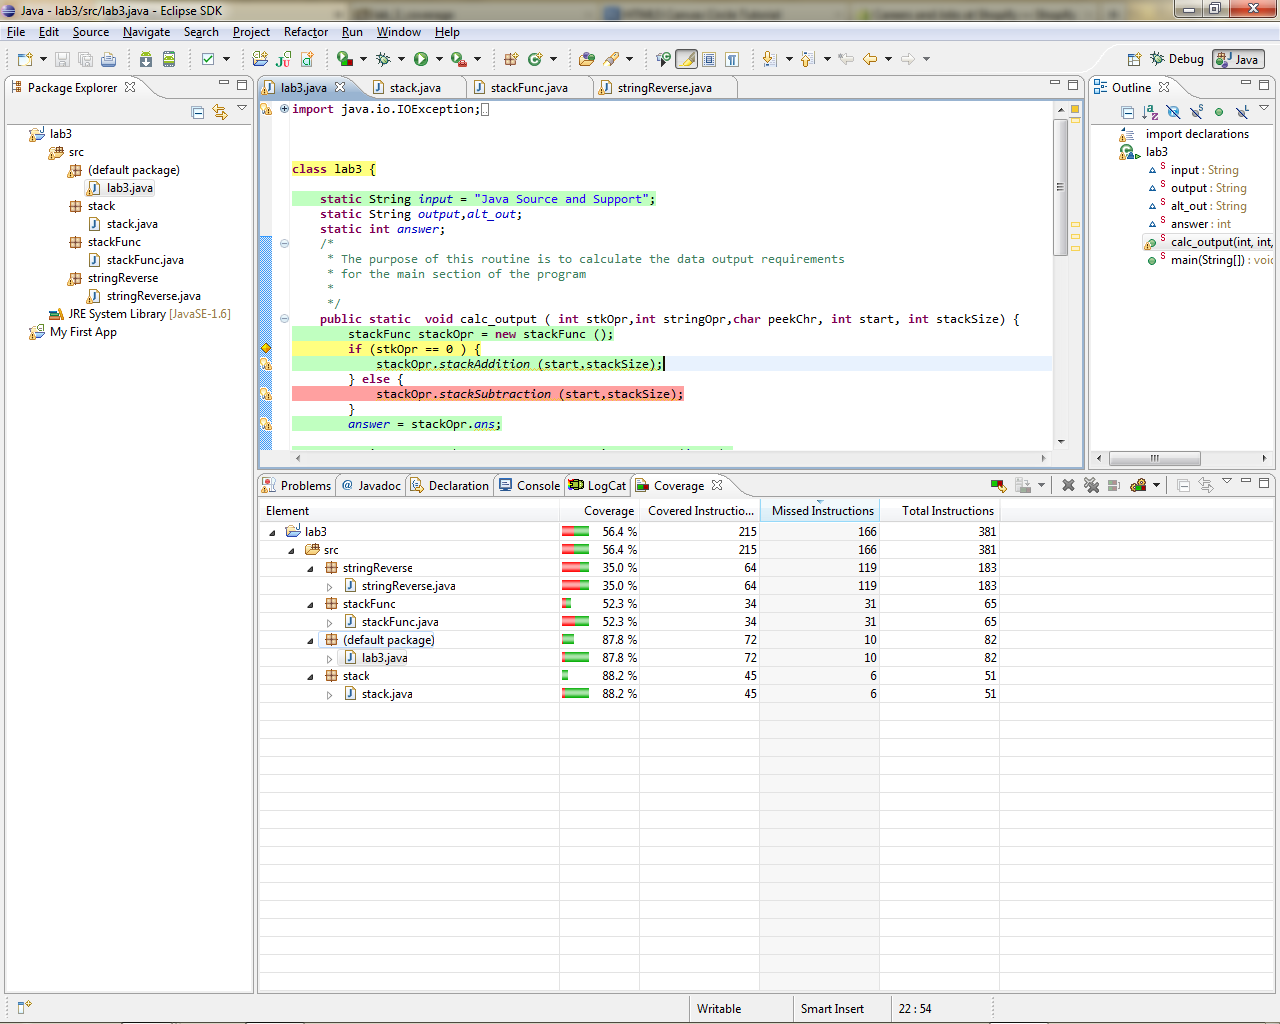 Java - lab3/src/lab3.java - Eclipse SDK
File Edit Source Navigate Search Project Refactor Run Window Help
Debug Java
Package Explorer
lab3
src
(default package)
lab3.java
stack
stack.java
stackFunc
stackFunc.java
stringReverse
stringReverse.java
JRE System Library [JavaSE-1.6]
My First App
lab3.java stack.java stackFunc.java stringReverse.java
import java.io.IOException;
class lab3 {
static String input = "Java Source and Support";
static String output,alt_out;
static int answer;
/*
* The purpose of this routine is to calculate the data output requirements
* for the main section of the program
*
*/
public static void calc_output ( int stkOpr,int stringOpr,char peekChr, int start, int stackSize) {
stackFunc stackOpr = new stackFunc ();
if (stkOpr == 0 ) {
stackOpr.stackAddition (start,stackSize);
} else {
stackOpr.stackSubtraction (start,stackSize);
}
answer = stackOpr.ans;
Outline
import declarations
lab3
input : String
output : String
alt_out : String
answer : int
calc_output(int, int,
main(String[]) : void
Problems Javadoc Declaration Console LogCat Coverage
Element Coverage Covered Instructio... Missed Instructions Total Instructions
lab3 56.4 % 215 166 381
src 56.4 % 215 166 381
stringReverse 35.0 % 64 119 183
stringReverse.java 35.0 % 64 119 183
stackFunc 52.3 % 34 31 65
stackFunc.java 52.3 % 34 31 65
(default package) 87.8 % 72 10 82
lab3.java 87.8 % 72 10 82
stack 88.2 % 45 6 51
stack.java 88.2 % 45 6 51
Writable Smart Insert 22 : 54